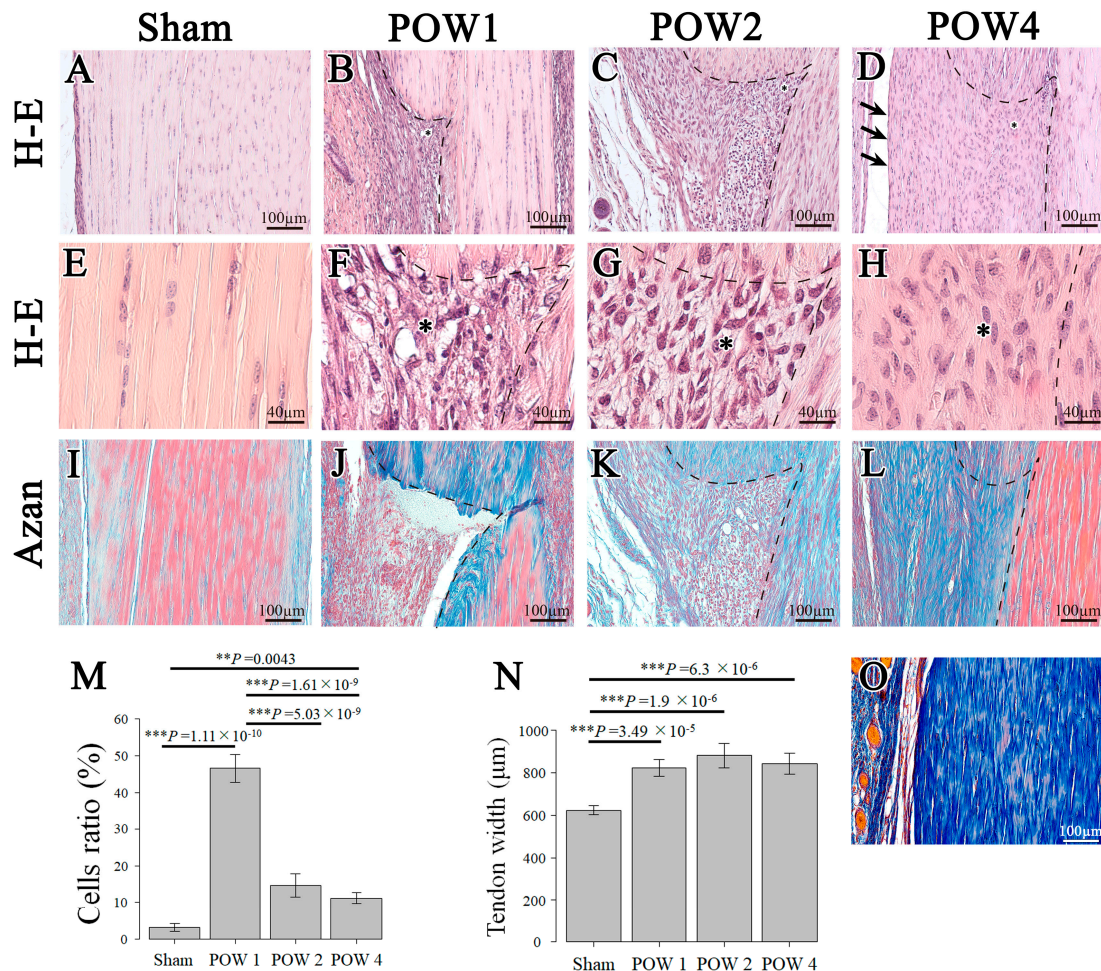 Sham POW1 POW2 POW4
H-E
A B C D
* * *
100μm 100μm 100μm 100μm
H-E
E F G H
* * *
40μm 40μm 40μm 40μm
Azan
I J K L
100μm 100μm 100μm 100μm
M
**P =0.0043
***P =1.61×10-9
***P =5.03×10-9
***P =1.11×10-10
Cells ratio (%)
60
50
40
30
20
10
0
Sham POW 1 POW 2 POW 4
N
***P =6.3 ×10-6
***P =1.9 ×10-6
***P =3.49 ×10-5
Tendon width (μm)
1000
800
600
400
200
0
Sham POW 1 POW 2 POW 4
O
100μm